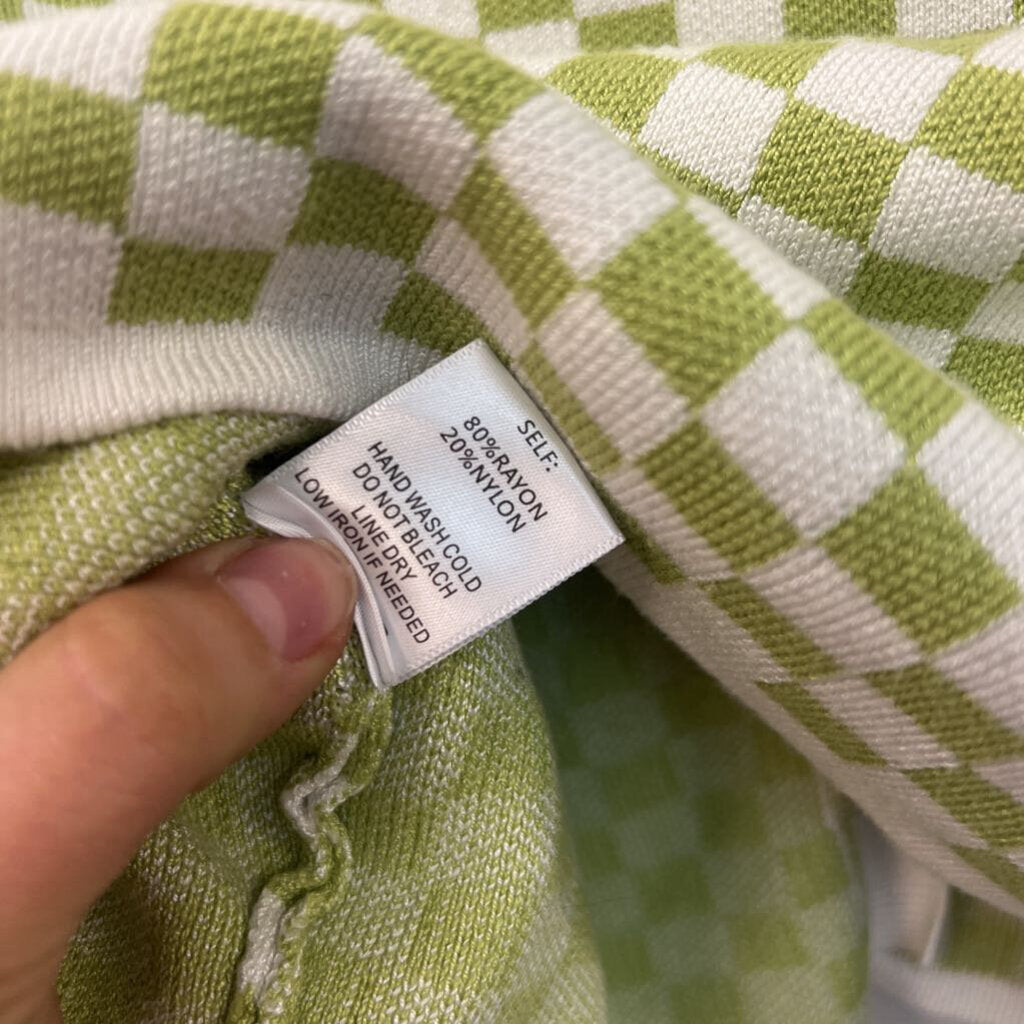 SELF:
80%RAYON
20%NYLON
HAND WASH COLD
DO NOT BLEACH
LINE DRY
LOW IRON IF NEEDED